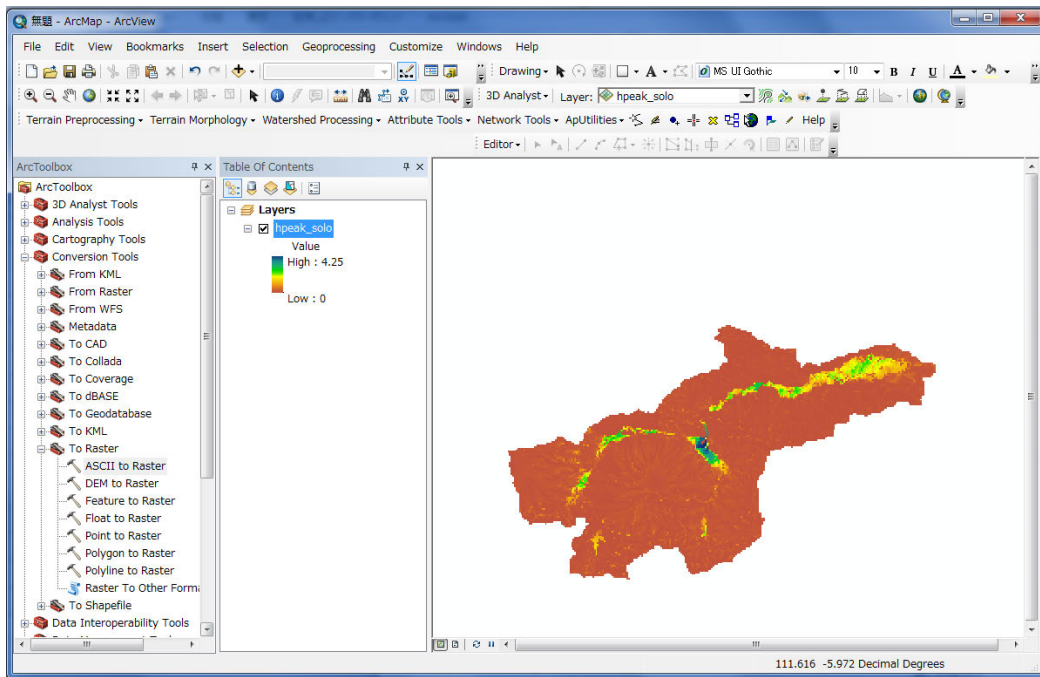 無題 - ArcMap - ArcView
File Edit View Bookmarks Insert Selection Geoprocessing Customize Windows Help
Drawing A MS UI Gothic 10 B I U A
3D Analyst Layer: hpeak_solo
Terrain Preprocessing Terrain Morphology Watershed Processing Attribute Tools Network Tools ApUtilities Help
Editor
ArcToolbox
ArcToolbox
3D Analyst Tools
Analysis Tools
Cartography Tools
Conversion Tools
From KML
From Raster
From WFS
Metadata
To CAD
To Collada
To Coverage
To dBASE
To Geodatabase
To KML
To Raster
ASCII to Raster
DEM to Raster
Feature to Raster
Float to Raster
Point to Raster
Polygon to Raster
Polyline to Raster
Raster To Other Forma
To Shapefile
Data Interoperability Tools
Table Of Contents
Layers
hpeak_solo
Value
High : 4.25
Low : 0
111.616 -5.972 Decimal Degrees